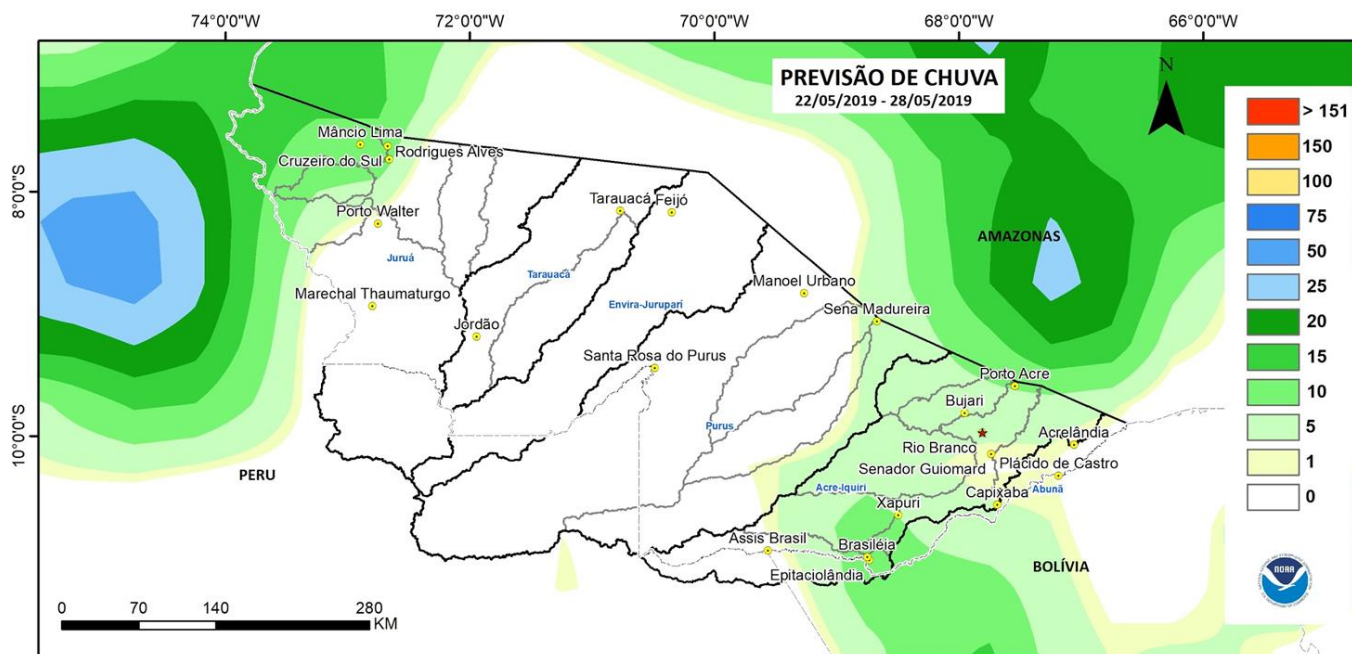 74°0'0"W
72°0'0"W
70°0'0"W
68°0'0"W
66°0'0"W
PREVISÃO DE CHUVA
22/05/2019 - 28/05/2019
N
> 151
150
100
75
50
25
20
15
10
5
1
0
8°0'0"S
10°0'0"S
Mâncio Lima
Rodrigues Alves
Cruzeiro do Sul
Porto Walter
Juruá
Marechal Thaumaturgo
Tarauacá
Feijó
Tarauacá
Jordão
Envira-Jurupari
Manoel Urbano
Sena Madureira
Santa Rosa do Purus
Purus
AMAZONAS
Porto Acre
Bujari
Acrelândia
Rio Branco
Senador Guiomard
Plácido de Castro
Acre-Iquiri
Abunã
Capixaba
Xapuri
Assis Brasil
Brasiléia
Epitaciolândia
PERU
BOLÍVIA
NOAA
0 70 140 280
KM